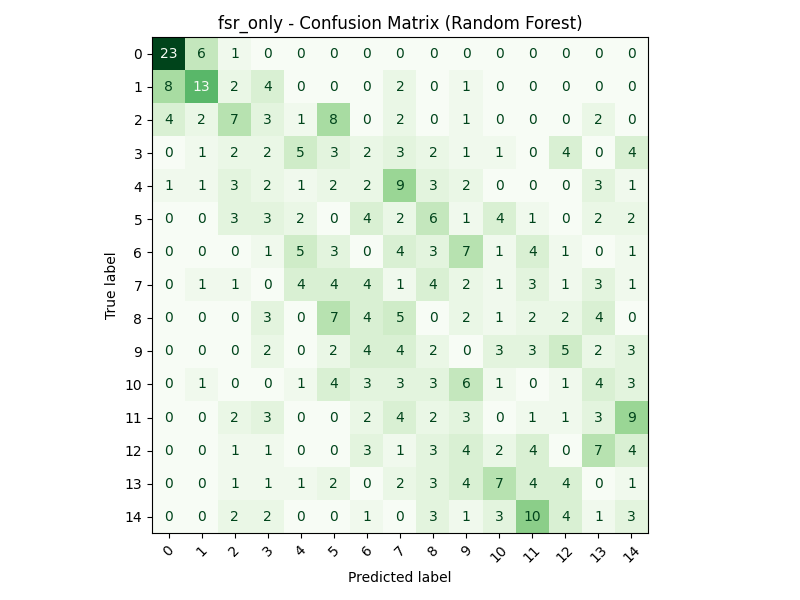 fsr_only - Confusion Matrix (Random Forest)
0 23 6 1 0 0 0 0 0 0 0 0 0 0 0 0
1 8 13 2 4 0 0 0 2 0 1 0 0 0 0 0
2 4 2 7 3 1 8 0 2 0 1 0 0 0 2 0
3 0 1 2 2 5 3 2 3 2 1 1 0 4 0 4
4 1 1 3 2 1 2 2 9 3 2 0 0 0 3 1
5 0 0 3 3 2 0 4 2 6 1 4 1 0 2 2
6 0 0 0 1 5 3 0 4 3 7 1 4 1 0 1
7 0 1 1 0 4 4 4 1 4 2 1 3 1 3 1
8 0 0 0 3 0 7 4 5 0 2 1 2 2 4 0
9 0 0 0 2 0 2 4 4 2 0 3 3 5 2 3
10 0 1 0 0 1 4 3 3 3 6 1 0 1 4 3
11 0 0 2 3 0 0 2 4 2 3 0 1 1 3 9
12 0 0 1 1 0 0 3 1 3 4 2 4 0 7 4
13 0 0 1 1 1 2 0 2 3 4 7 4 4 0 1
14 0 0 2 2 0 0 1 0 3 1 3 10 4 1 3
0 1 2 3 4 5 6 7 8 9 10 11 12 13 14
True label
Predicted label